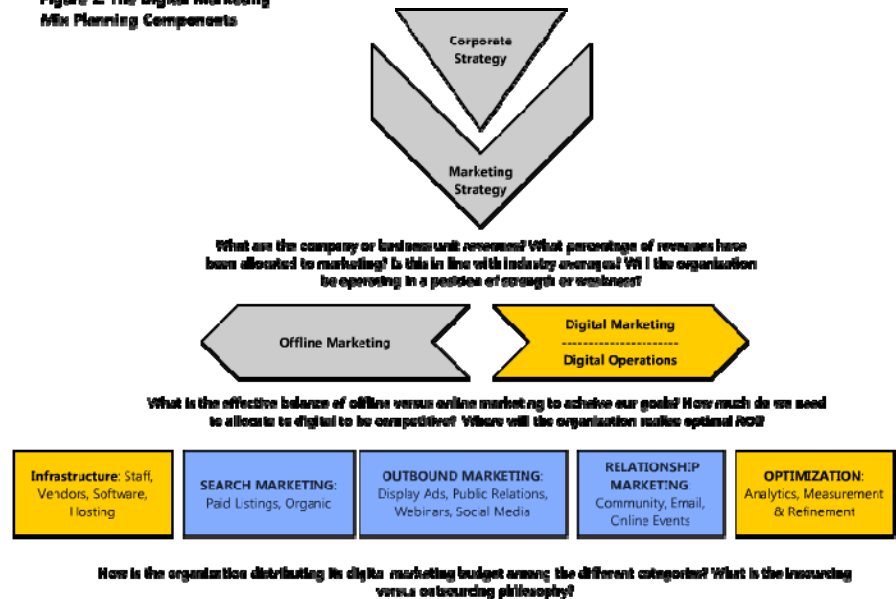 Figure 2. The Digital Marketing
Mix Planning Components
Corporate
Strategy
Marketing
Strategy
What are the company or business unit revenues? What percentage of revenues have
been allocated to marketing? Is this in line with industry averages? Will the organization
be operating in a position of strength or weakness?
Offline Marketing
Digital Marketing
-----------------------
Digital Operations
What is the effective balance of offline versus online marketing to acheive our goals? How much do we need
to allocate to digital to be competitive? Where will the organization realize optimal ROI?
Infrastructure: Staff,
Vendors, Software,
Hosting
SEARCH MARKETING:
Paid Listings, Organic
OUTBOUND MARKETING:
Display Ads, Public Relations,
Webinars, Social Media
RELATIONSHIP
MARKETING:
Community, Email,
Online Events
OPTIMIZATION:
Analytics, Measurement
& Refinement
How is the organization distributing its digital marketing budget among the different categories? What is the insourcing
versus outsourcing philosophy?